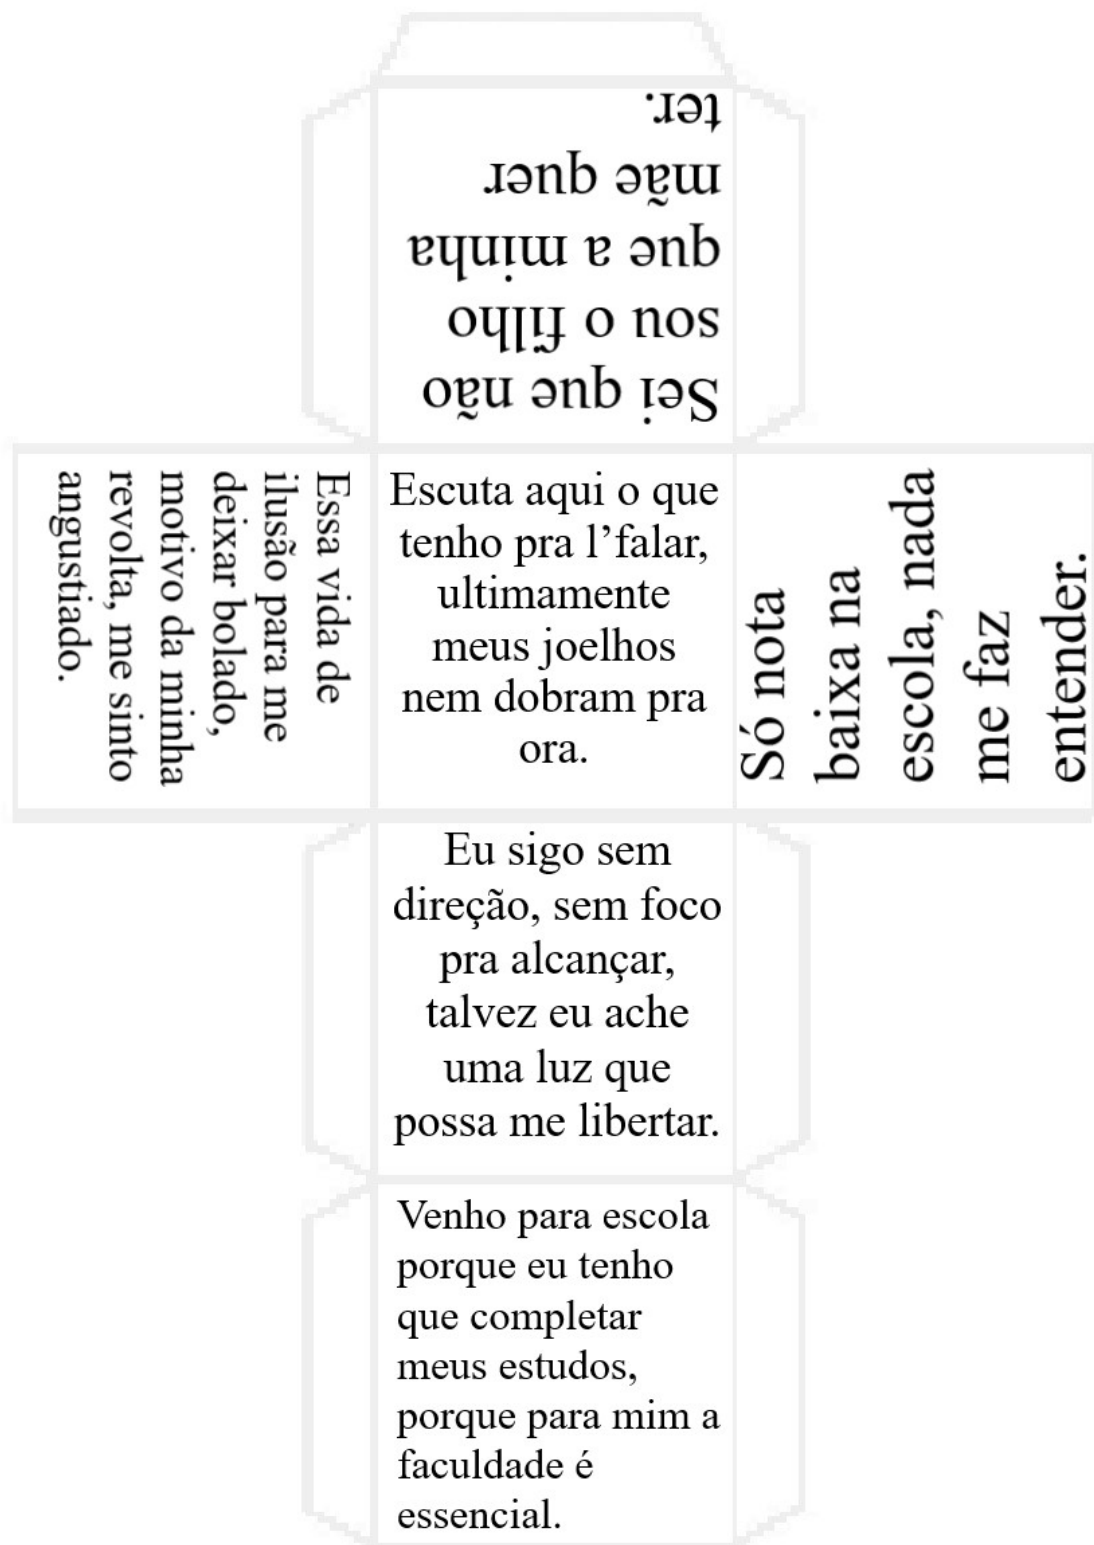 Sei que não
sou o filho
que a minha
mãe quer
ter.
Essa vida de
ilusão para me
deixar bolado,
motivo da minha
revolta, me sinto
angustiado.
Escuta aqui o que
tenho pra l’falar,
ultimamente
meus joelhos
nem dobram pra
ora.
Só nota
baixa na
escola, nada
me faz
entender.
Eu sigo sem
direção, sem foco
pra alcançar,
talvez eu ache
uma luz que
possa me libertar.
Venho para escola
porque eu tenho
que completar
meus estudos,
porque para mim a
faculdade é
essencial.